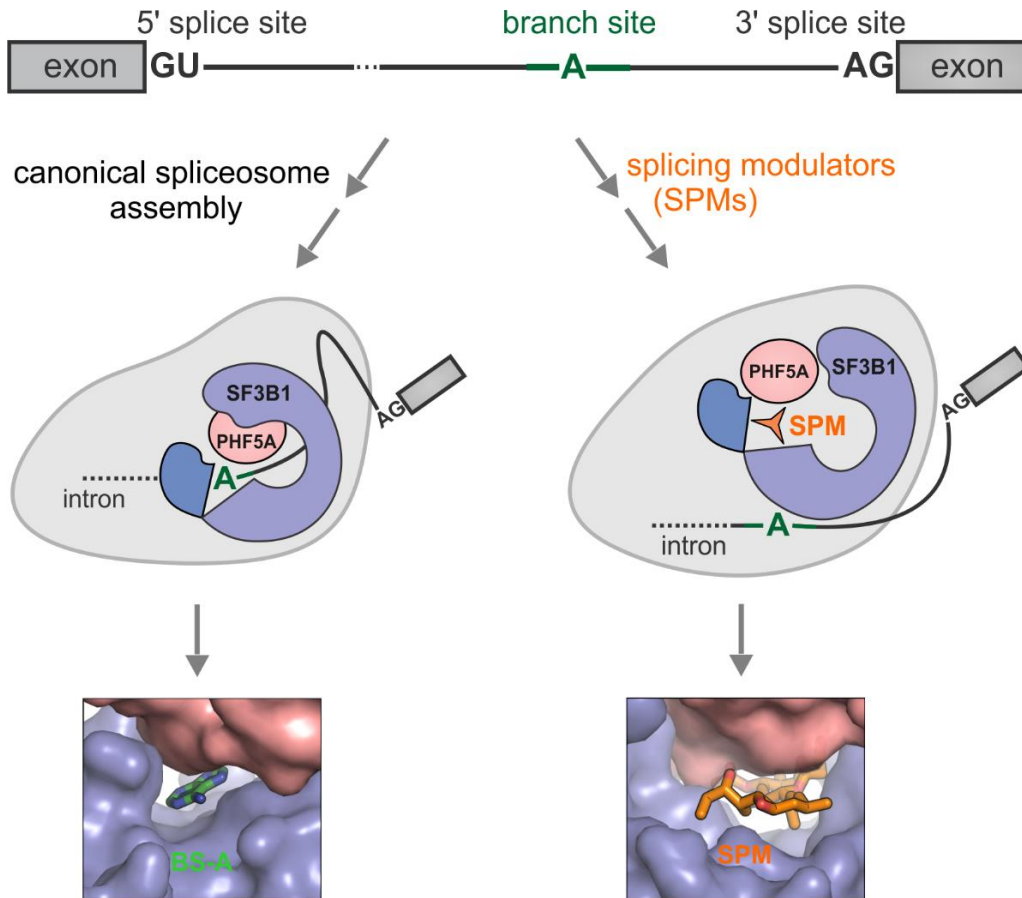 5' splice site
branch site
3' splice site
exon
GU
A
AG
exon
canonical spliceosome
assembly
splicing modulators
(SPMs)
SF3B1
PHF5A
A
intron
AG
PHF5A
SF3B1
SPM
A
intron
AG
BS-A
SPM